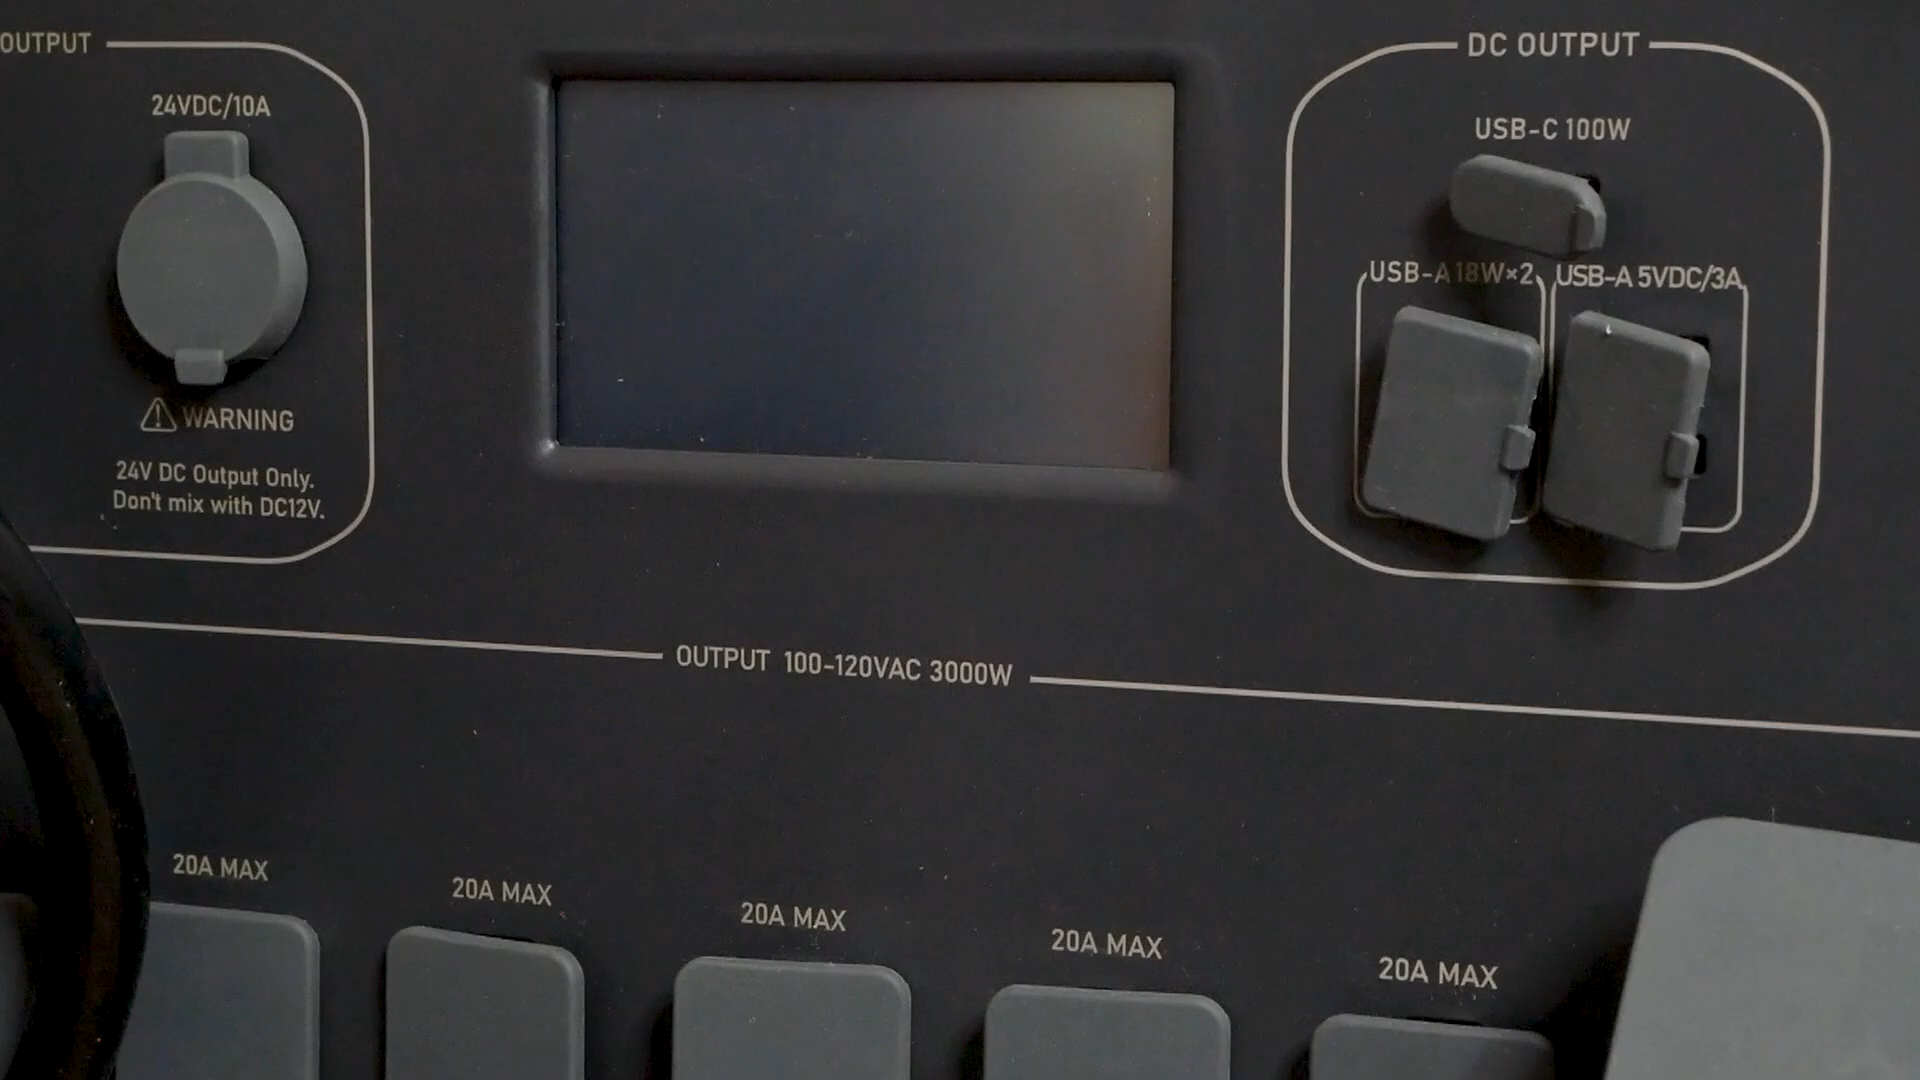 OUTPUT
24VDC/10A
WARNING
24V DC Output Only.
Don't mix with DC12V.
DC OUTPUT
USB-C 100W
USB-A 18W×2
USB-A 5VDC/3A
OUTPUT 100-120VAC 3000W
20A MAX
20A MAX
20A MAX
20A MAX
20A MAX